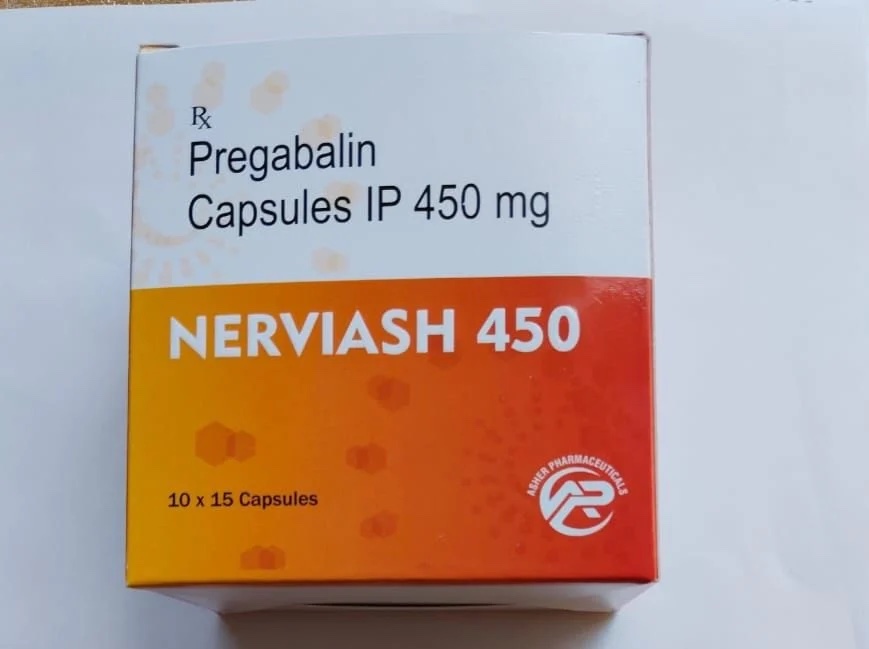 Rx
Pregabalin
Capsules IP 450 mg
NERVIASH 450
10 x 15 Capsules
ASHER PHARMACEUTICALS